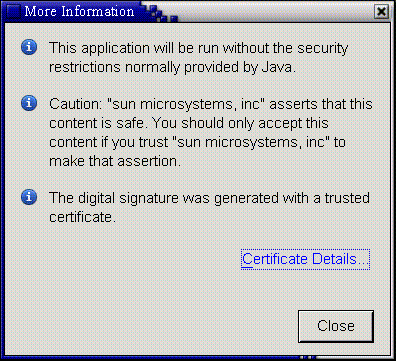 More Information
This application will be run without the security
restrictions normally provided by Java.
Caution: "sun microsystems, inc" asserts that this
content is safe. You should only accept this
content if you trust "sun microsystems, inc" to
make that assertion.
The digital signature was generated with a trusted
certificate.
Certificate Details...
Close